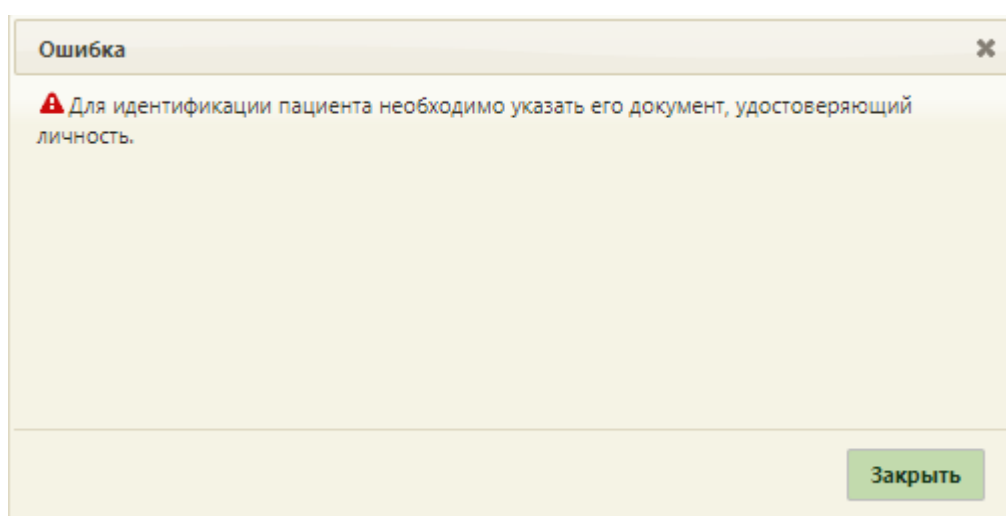 Ошибка
Для идентификации пациента необходимо указать его документ, удостоверяющий
личность.
Закрыть